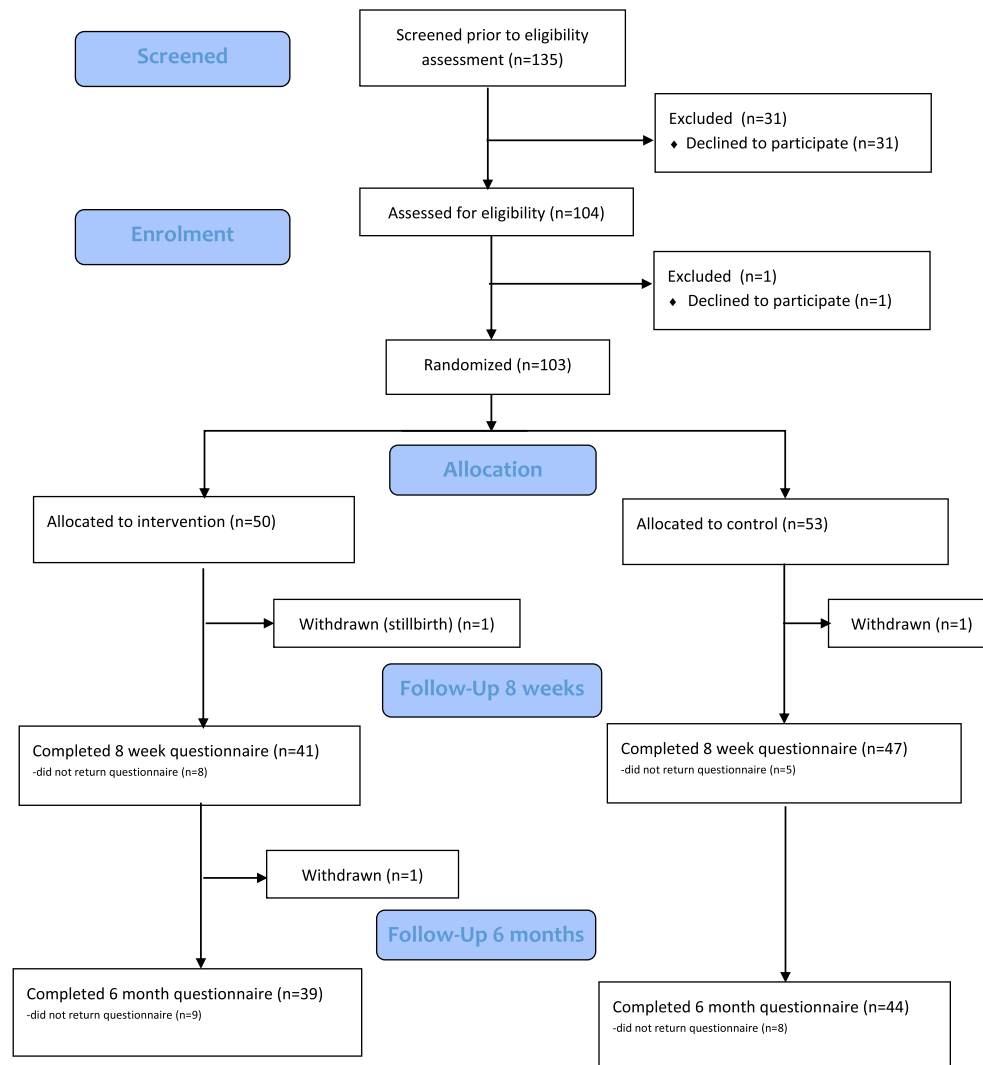 Screened
Screened prior to eligibility
assessment (n=135)
Excluded (n=31)
♦ Declined to participate (n=31)
Assessed for eligibility (n=104)
Enrolment
Excluded (n=1)
♦ Declined to participate (n=1)
Randomized (n=103)
Allocation
Allocated to intervention (n=50)
Allocated to control (n=53)
Withdrawn (stillbirth) (n=1)
Withdrawn (n=1)
Follow-Up 8 weeks
Completed 8 week questionnaire (n=41)
-did not return questionnaire (n=8)
Completed 8 week questionnaire (n=47)
-did not return questionnaire (n=5)
Withdrawn (n=1)
Follow-Up 6 months
Completed 6 month questionnaire (n=39)
-did not return questionnaire (n=9)
Completed 6 month questionnaire (n=44)
-did not return questionnaire (n=8)